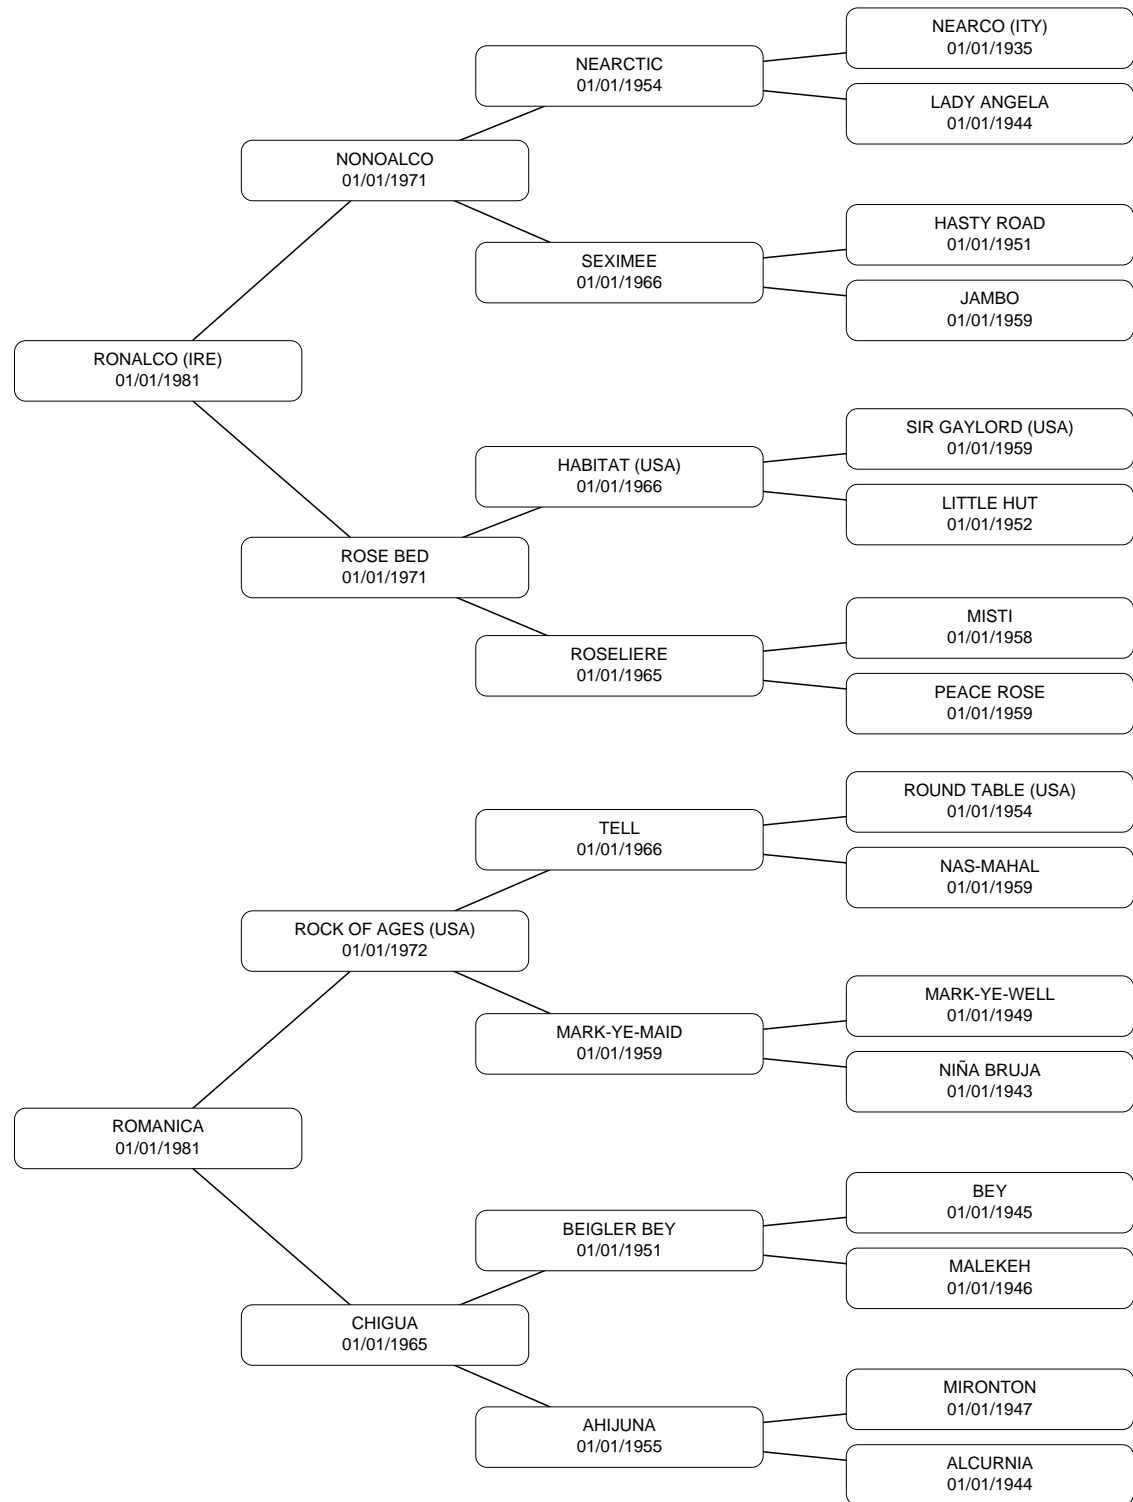 NEARCO (ITY)
01/01/1935
NEARCTIC
01/01/1954
LADY ANGELA
01/01/1944
NONOALCO
01/01/1971
HASTY ROAD
01/01/1951
SEXIMEE
01/01/1966
JAMBO
01/01/1959
RONALCO (IRE)
01/01/1981
SIR GAYLORD (USA)
01/01/1959
HABITAT (USA)
01/01/1966
LITTLE HUT
01/01/1952
ROSE BED
01/01/1971
MISTI
01/01/1958
ROSELIERE
01/01/1965
PEACE ROSE
01/01/1959
ROUND TABLE (USA)
01/01/1954
TELL
01/01/1966
NAS-MAHAL
01/01/1959
ROCK OF AGES (USA)
01/01/1972
MARK-YE-WELL
01/01/1949
MARK-YE-MAID
01/01/1959
NIÑA BRUJA
01/01/1943
ROMANICA
01/01/1981
BEY
01/01/1945
BEIGLER BEY
01/01/1951
MALEKEH
01/01/1946
CHIGUA
01/01/1965
MIRONTON
01/01/1947
AHIJUNA
01/01/1955
ALCURNIA
01/01/1944